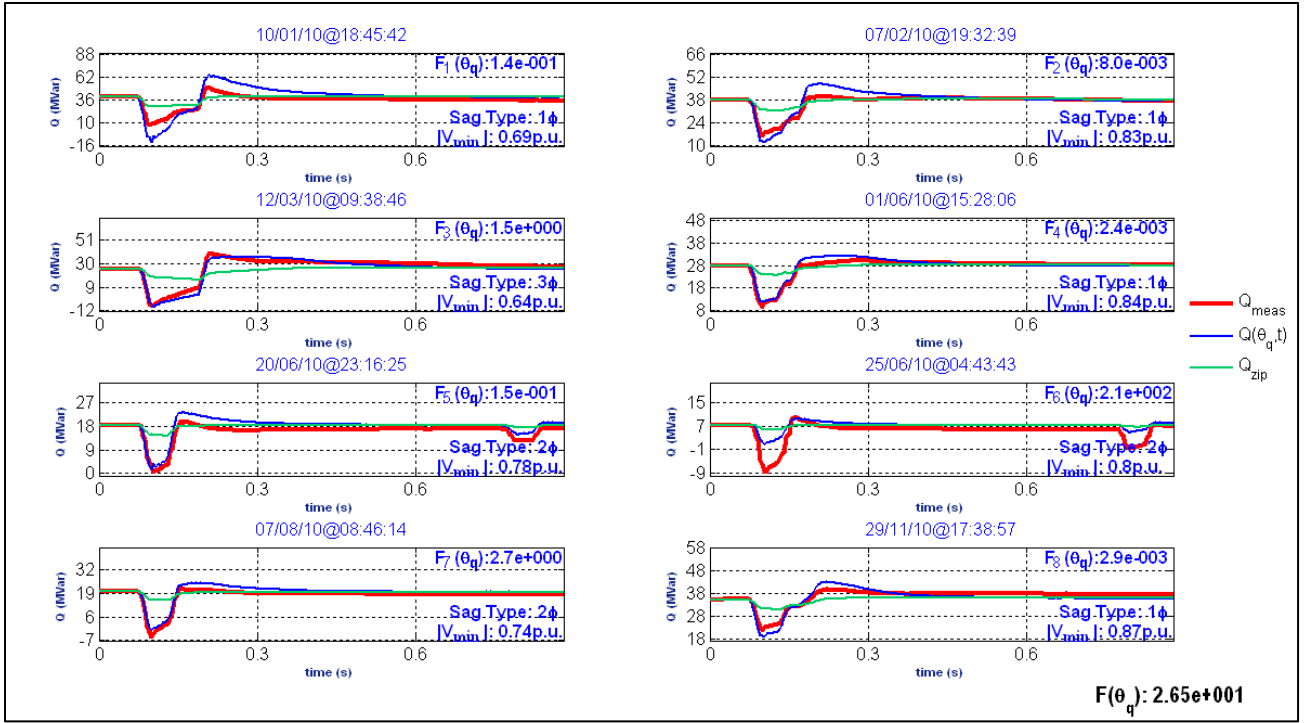 10/01/10@18:45:42
88
62
36
10
-16
Q (MVar)
F1 (θq):1.4e-001
Sag Type: 1ϕ
|Vmin|: 0.69p.u.
0 0.3 0.6
time (s)
07/02/10@19:32:39
66
52
38
24
10
Q (MVar)
F2 (θq):8.0e-003
Sag Type: 1ϕ
|Vmin|: 0.83p.u.
0 0.3 0.6
time (s)
12/03/10@09:38:46
51
30
9
-12
Q (MVar)
F3 (θq):1.5e+000
Sag Type: 3ϕ
|Vmin|: 0.64p.u.
0 0.3 0.6
time (s)
01/06/10@15:28:06
48
38
28
18
8
Q (MVar)
F4 (θq):2.4e-003
Sag Type: 1ϕ
|Vmin|: 0.84p.u.
0 0.3 0.6
time (s)
Qmeas
Q(θq,t)
Qzip
20/06/10@23:16:25
27
18
9
0
Q (MVar)
F5 (θq):1.5e-001
Sag Type: 2ϕ
|Vmin|: 0.78p.u.
0 0.3 0.6
time (s)
25/06/10@04:43:43
15
7
-1
-9
Q (MVar)
F6 (θq):2.1e+002
Sag Type: 2ϕ
|Vmin|: 0.8p.u.
0 0.3 0.6
time (s)
07/08/10@08:46:14
32
19
6
-7
Q (MVar)
F7 (θq):2.7e+000
Sag Type: 2ϕ
|Vmin|: 0.74p.u.
0 0.3 0.6
time (s)
29/11/10@17:38:57
58
48
38
28
18
Q (MVar)
F8 (θq):2.9e-003
Sag Type: 1ϕ
|Vmin|: 0.87p.u.
0 0.3 0.6
time (s)
F(θq): 2.65e+001